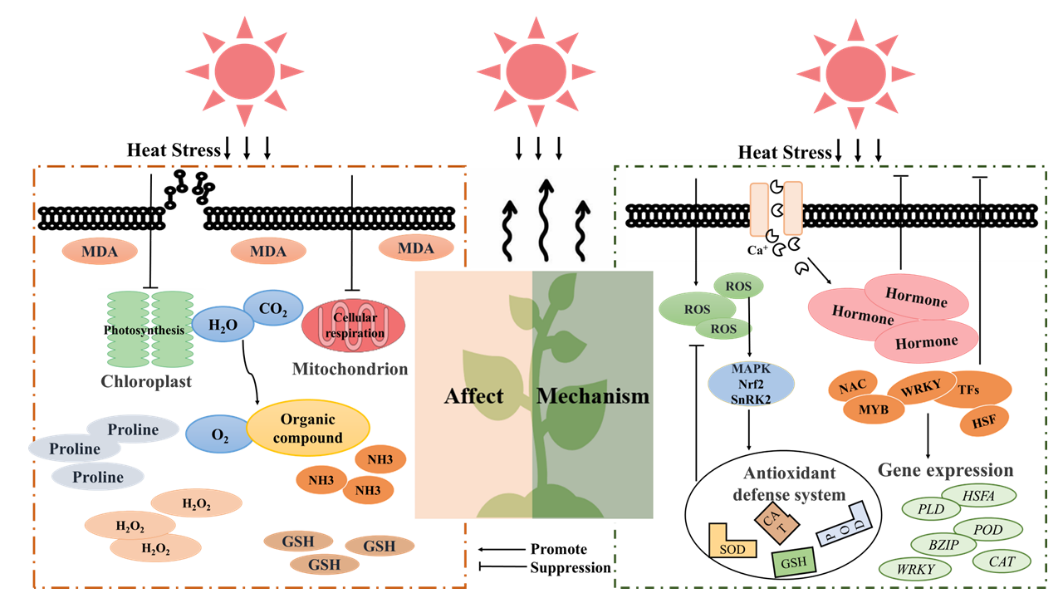 Heat Stress
Heat Stress
MDA
MDA
MDA
Photosynthesis
H₂O
CO₂
Cellular
respiration
Chloroplast
Mitochondrion
O₂
Organic
compound
Proline
Proline
Proline
NH3
NH3
NH3
H₂O₂
H₂O₂
H₂O₂
GSH
GSH
GSH
Affect
Mechanism
Promote
Suppression
Ca⁺
ROS
ROS
ROS
Hormone
Hormone
Hormone
MAPK
Nrf2
SnRK2
NAC
MYB
WRKY
TFs
HSF
Antioxidant
defense system
CA
T
SOD
POD
GSH
Gene expression
HSFA
PLD
POD
BZIP
WRKY
CAT